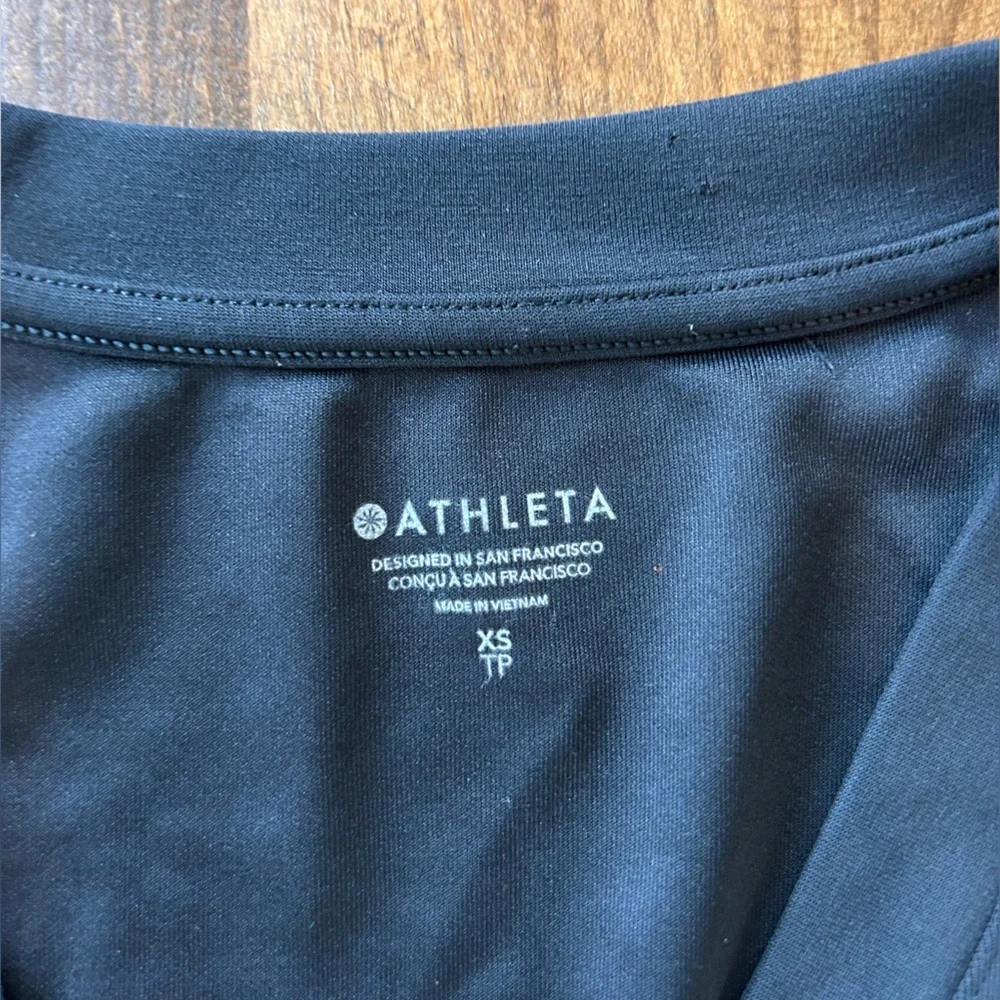 ATHLETA
DESIGNED IN SAN FRANCISCO
CONÇU À SAN FRANCISCO
MADE IN VIETNAM
XS
TP